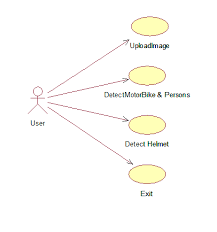 UploadImage
DetectMotorBike & Persons
User
Detect Helmet
Exit